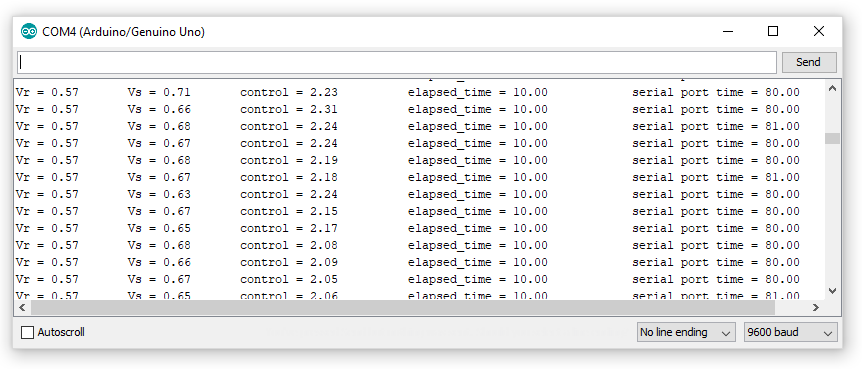 COM4 (Arduino/Genuino Uno)
Send
Vr = 0.57 Vs = 0.71 control = 2.23 elapsed_time = 10.00 serial port time = 80.00
Vr = 0.57 Vs = 0.66 control = 2.31 elapsed_time = 10.00 serial port time = 80.00
Vr = 0.57 Vs = 0.68 control = 2.24 elapsed_time = 10.00 serial port time = 81.00
Vr = 0.57 Vs = 0.67 control = 2.24 elapsed_time = 10.00 serial port time = 80.00
Vr = 0.57 Vs = 0.68 control = 2.19 elapsed_time = 10.00 serial port time = 80.00
Vr = 0.57 Vs = 0.67 control = 2.18 elapsed_time = 10.00 serial port time = 81.00
Vr = 0.57 Vs = 0.63 control = 2.24 elapsed_time = 10.00 serial port time = 80.00
Vr = 0.57 Vs = 0.67 control = 2.15 elapsed_time = 10.00 serial port time = 80.00
Vr = 0.57 Vs = 0.65 control = 2.17 elapsed_time = 10.00 serial port time = 80.00
Vr = 0.57 Vs = 0.68 control = 2.08 elapsed_time = 10.00 serial port time = 80.00
Vr = 0.57 Vs = 0.66 control = 2.09 elapsed_time = 10.00 serial port time = 80.00
Vr = 0.57 Vs = 0.67 control = 2.05 elapsed_time = 10.00 serial port time = 80.00
Vr = 0.57 Vs = 0.65 control = 2.06 elapsed_time = 10.00 serial port time = 81.00
Autoscroll
No line ending
9600 baud